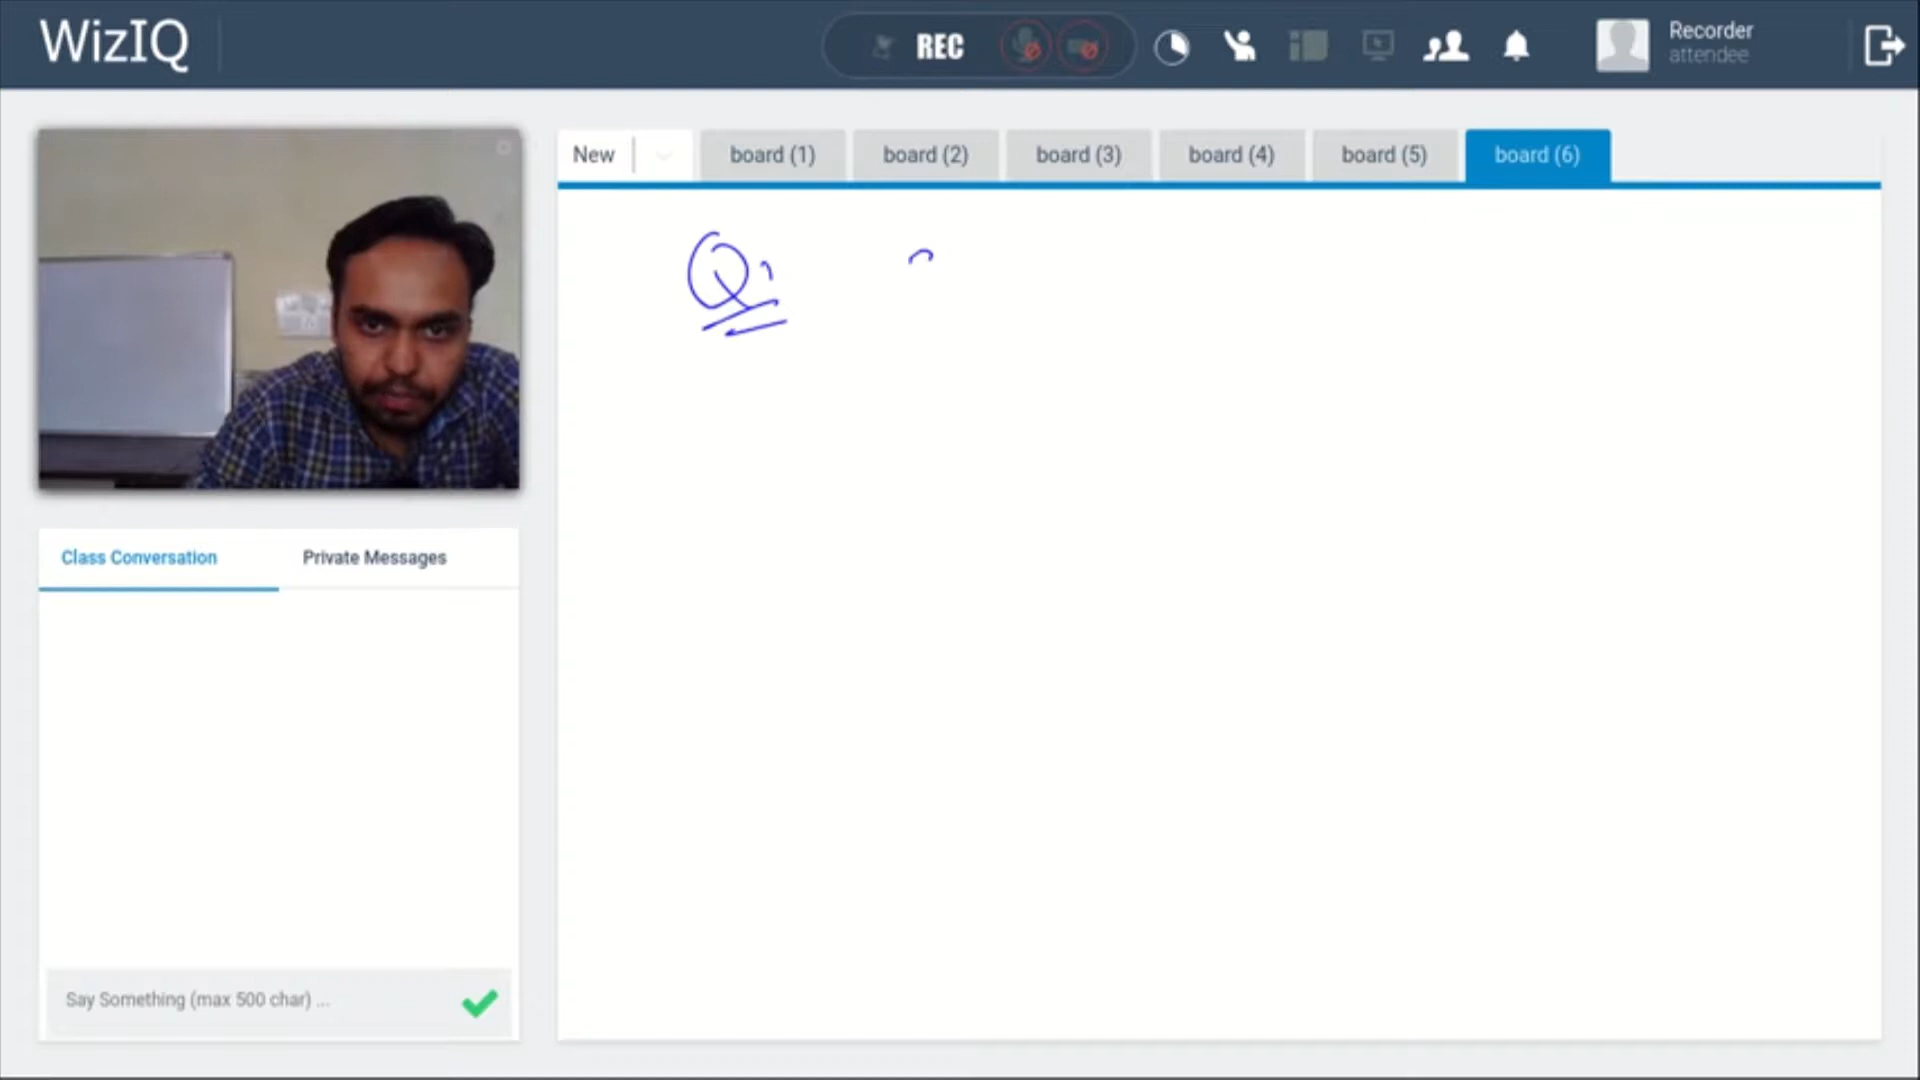 WizIQ
REC
Recorder
attendee
New
board (1)
board (2)
board (3)
board (4)
board (5)
board (6)
Q1
Class Conversation
Private Messages
Say Something (max 500 char) ...